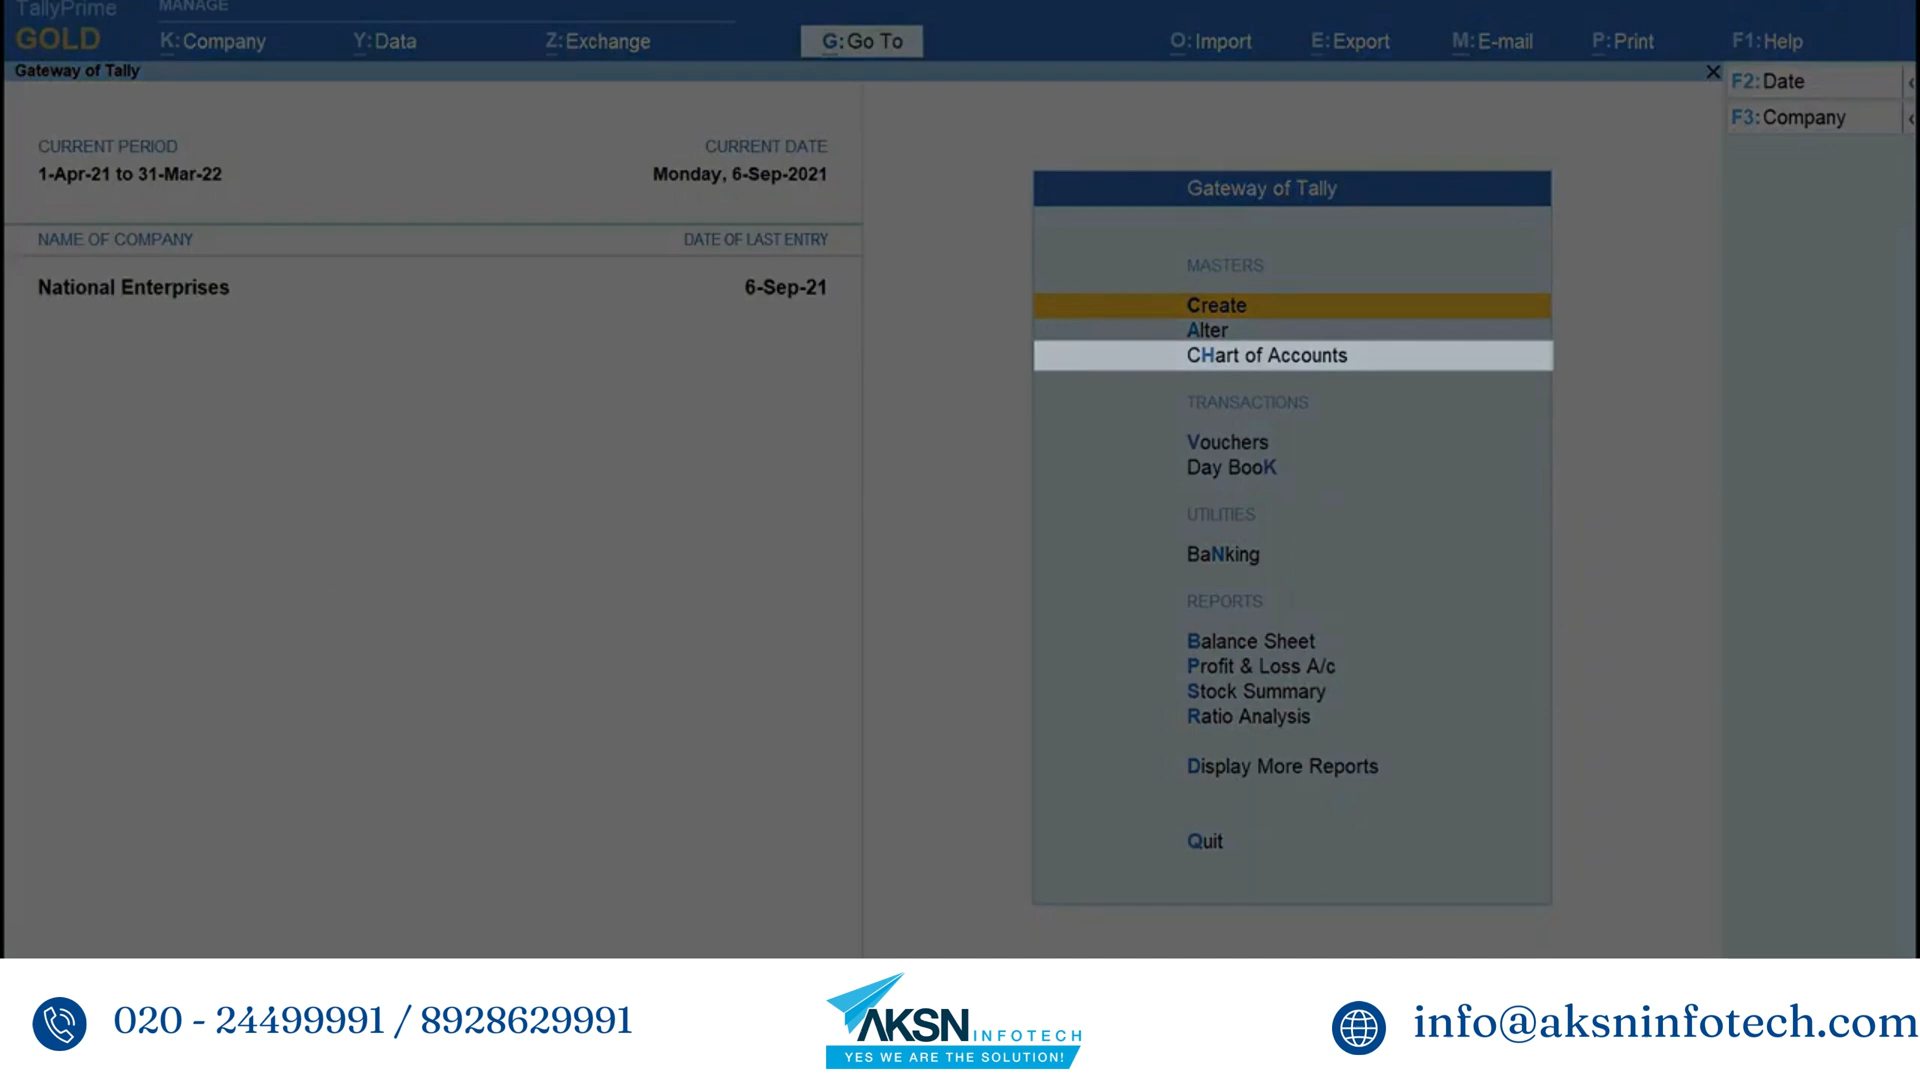 TallyPrime
MANAGE
GOLD
K:Company
Y:Data
Z:Exchange
G:Go To
O:Import
E:Export
M:E-mail
P:Print
F1:Help
Gateway of Tally
F2:Date
F3:Company
CURRENT PERIOD
CURRENT DATE
1-Apr-21 to 31-Mar-22
Monday, 6-Sep-2021
NAME OF COMPANY
DATE OF LAST ENTRY
National Enterprises
6-Sep-21
Gateway of Tally
MASTERS
Create
Alter
CHart of Accounts
TRANSACTIONS
Vouchers
Day BooK
UTILITIES
BaNking
REPORTS
Balance Sheet
Profit & Loss A/c
Stock Summary
Ratio Analysis
Display More Reports
Quit
020 - 24499991 / 8928629991
AKSN INFOTECH
YES WE ARE THE SOLUTION!
info@aksninfotech.com